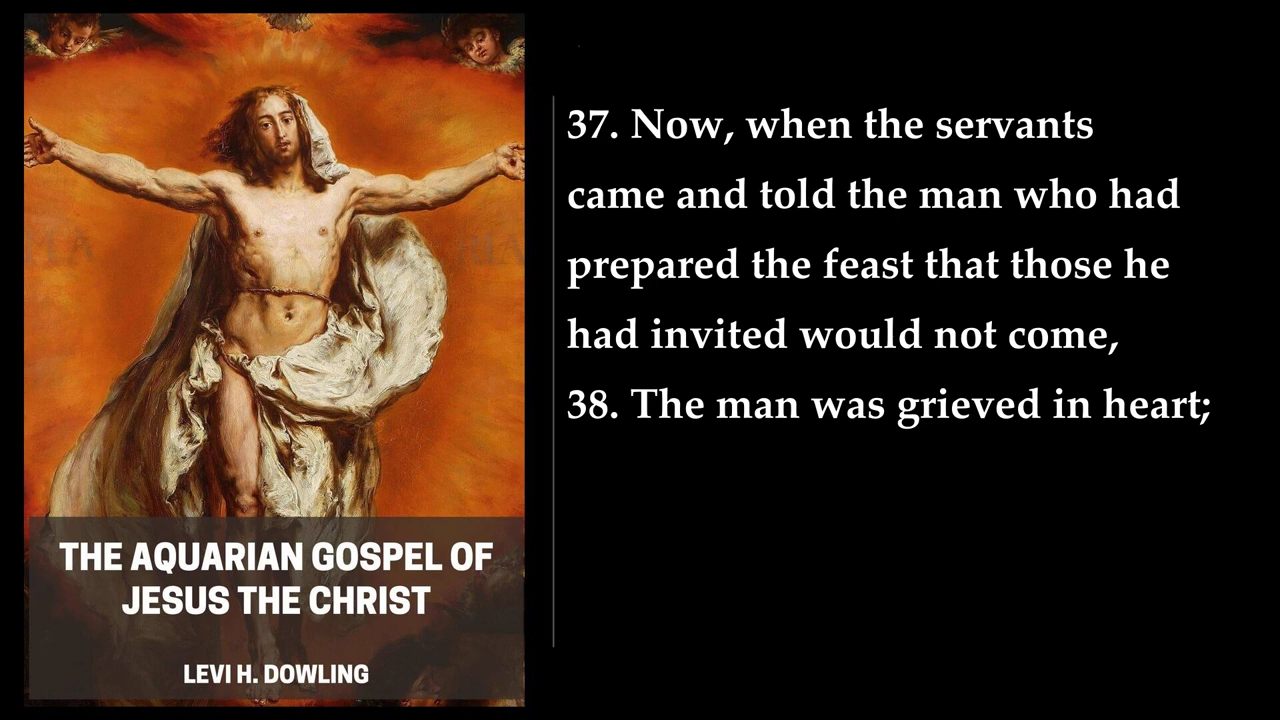 THE AQUARIAN GOSPEL OF
JESUS THE CHRIST
LEVI H. DOWLING
37. Now, when the servants
came and told the man who had
prepared the feast that those he
had invited would not come,
38. The man was grieved in heart;